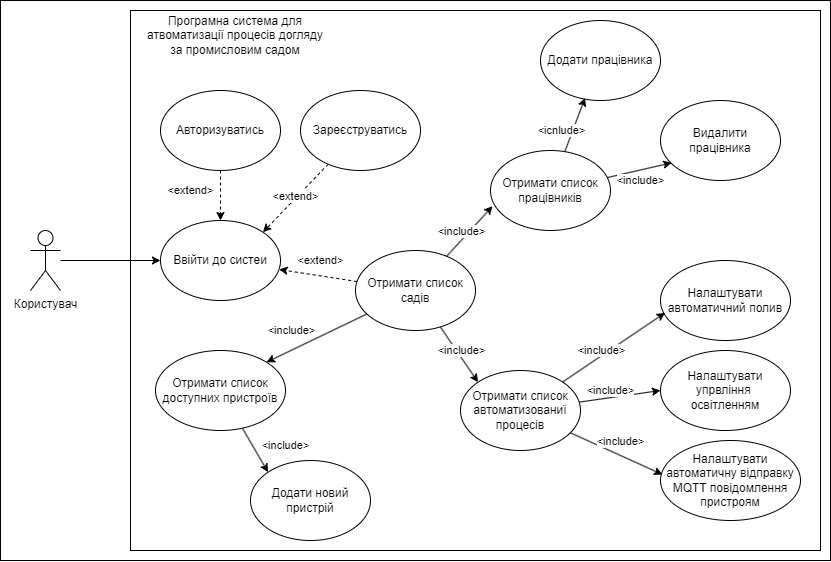 Програмна система для
атвоматизації процесів догляду
за промисловим садом
Додати працівника
Авторизуватись
Зареєструватись
<icnlude>
Видалити
працівника
<extend>
<extend>
Отримати список
працівників
<include>
<include>
Ввійти до систеи
<extend>
Отримати список
садів
Користувач
Налаштувати
автоматичний полив
<include>
<include>
<include>
Отримати список
доступних пристроїв
Отримати список
автоматизованиї
процесів
<include>
Налаштувати
упрвління
освітленням
<include>
<include>
Налаштувати
автоматичну відправку
MQTT повідомлення
пристроям
Додати новий
пристрій